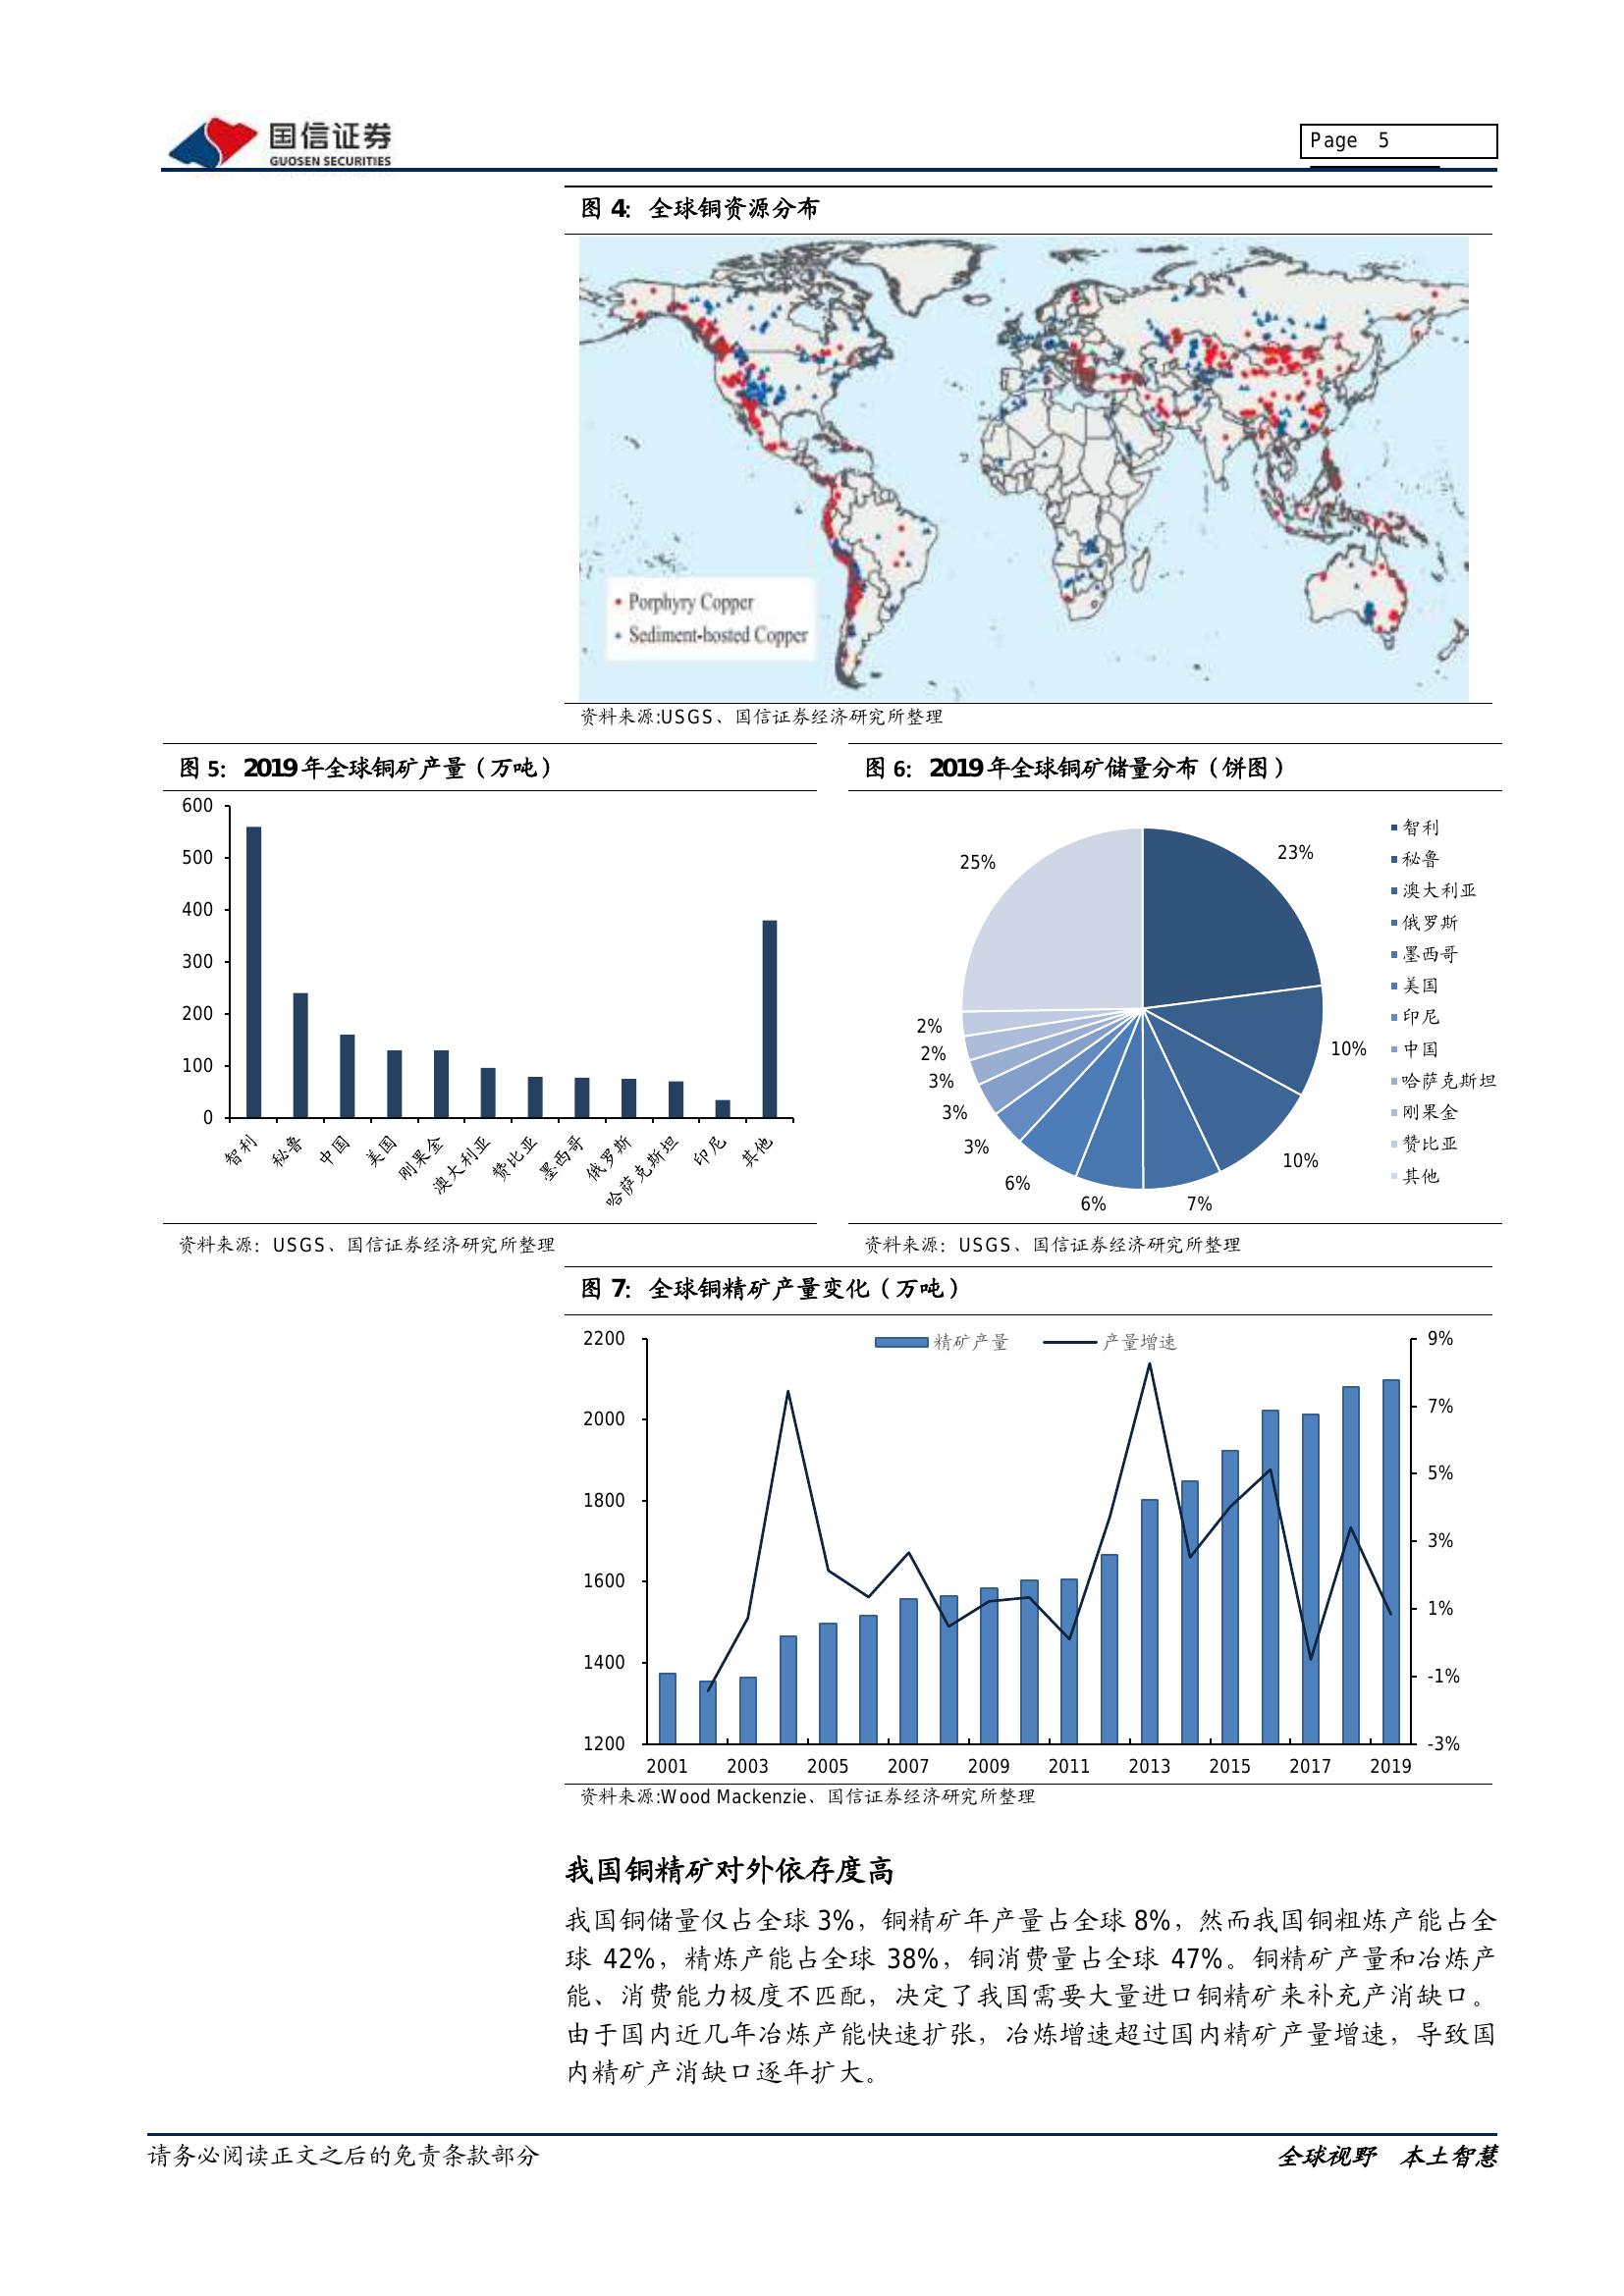 国信证券
GUOSEN SECURITIES
Page 5
图 4: 全球铜资源分布
Porphyry Copper
Sediment-hosted Copper
资料来源:USGS、国信证券经济研究所整理
图 5: 2019 年全球铜矿产量（万吨）
600
500
400
300
200
100
0
智利
秘鲁
中国
美国
刚果金
澳大利亚
赞比亚
墨西哥
俄罗斯
哈萨克斯坦
印尼
其他
资料来源: USGS、国信证券经济研究所整理
图 6: 2019 年全球铜矿储量分布（饼图）
23%
10%
10%
7%
6%
6%
3%
3%
3%
2%
2%
25%
智利
秘鲁
澳大利亚
俄罗斯
墨西哥
美国
印尼
中国
哈萨克斯坦
刚果金
赞比亚
其他
资料来源: USGS、国信证券经济研究所整理
图 7: 全球铜精矿产量变化（万吨）
精矿产量 产量增速
2200
2000
1800
1600
1400
1200
9%
7%
5%
3%
1%
-1%
-3%
2001 2003 2005 2007 2009 2011 2013 2015 2017 2019
资料来源:Wood Mackenzie、国信证券经济研究所整理
我国铜精矿对外依存度高
我国铜储量仅占全球 3%，铜精矿年产量占全球 8%，然而我国铜粗炼产能占全
球 42%，精炼产能占全球 38%，铜消费量占全球 47%。铜精矿产量和冶炼产
能、消费能力极度不匹配，决定了我国需要大量进口铜精矿来补充产消缺口。
由于国内近几年冶炼产能快速扩张，冶炼增速超过国内精矿产量增速，导致国
内精矿产消缺口逐年扩大。
请务必阅读正文之后的免责条款部分
全球视野 本土智慧